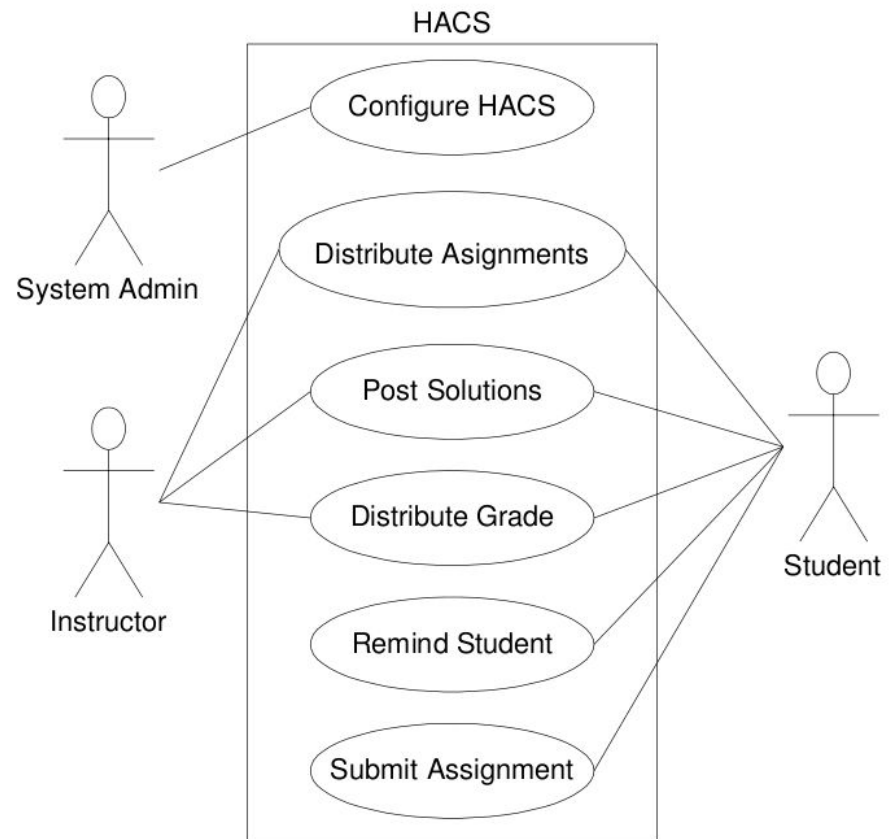 HACS
Configure HACS
Distribute Asignments
System Admin
Post Solutions
Distribute Grade
Student
Instructor
Remind Student
Submit Assignment